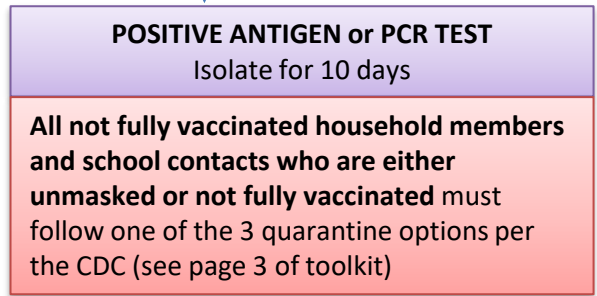 POSITIVE ANTIGEN or PCR TEST
Isolate for 10 days
All not fully vaccinated household members
and school contacts who are either
unmasked or not fully vaccinated must
follow one of the 3 quarantine options per
the CDC (see page 3 of toolkit)